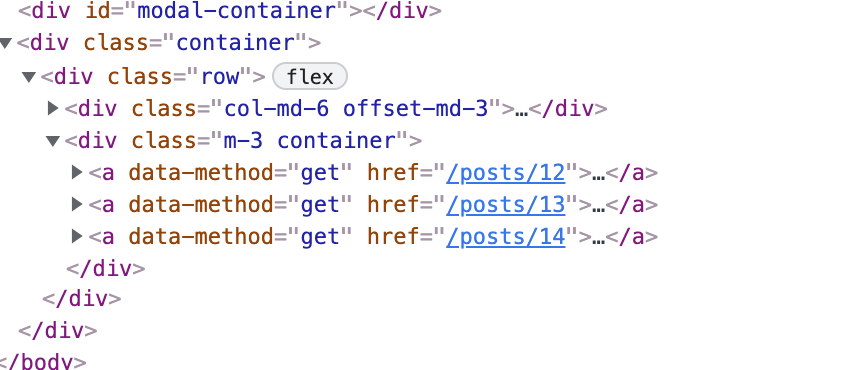 <div id="modal-container"></div>
<div class="container">
<div class="row"> flex
<div class="col-md-6 offset-md-3">…</div>
<div class="m-3 container">
<a data-method="get" href="/posts/12">…</a>
<a data-method="get" href="/posts/13">…</a>
<a data-method="get" href="/posts/14">…</a>
</div>
</div>
</div>
</body>